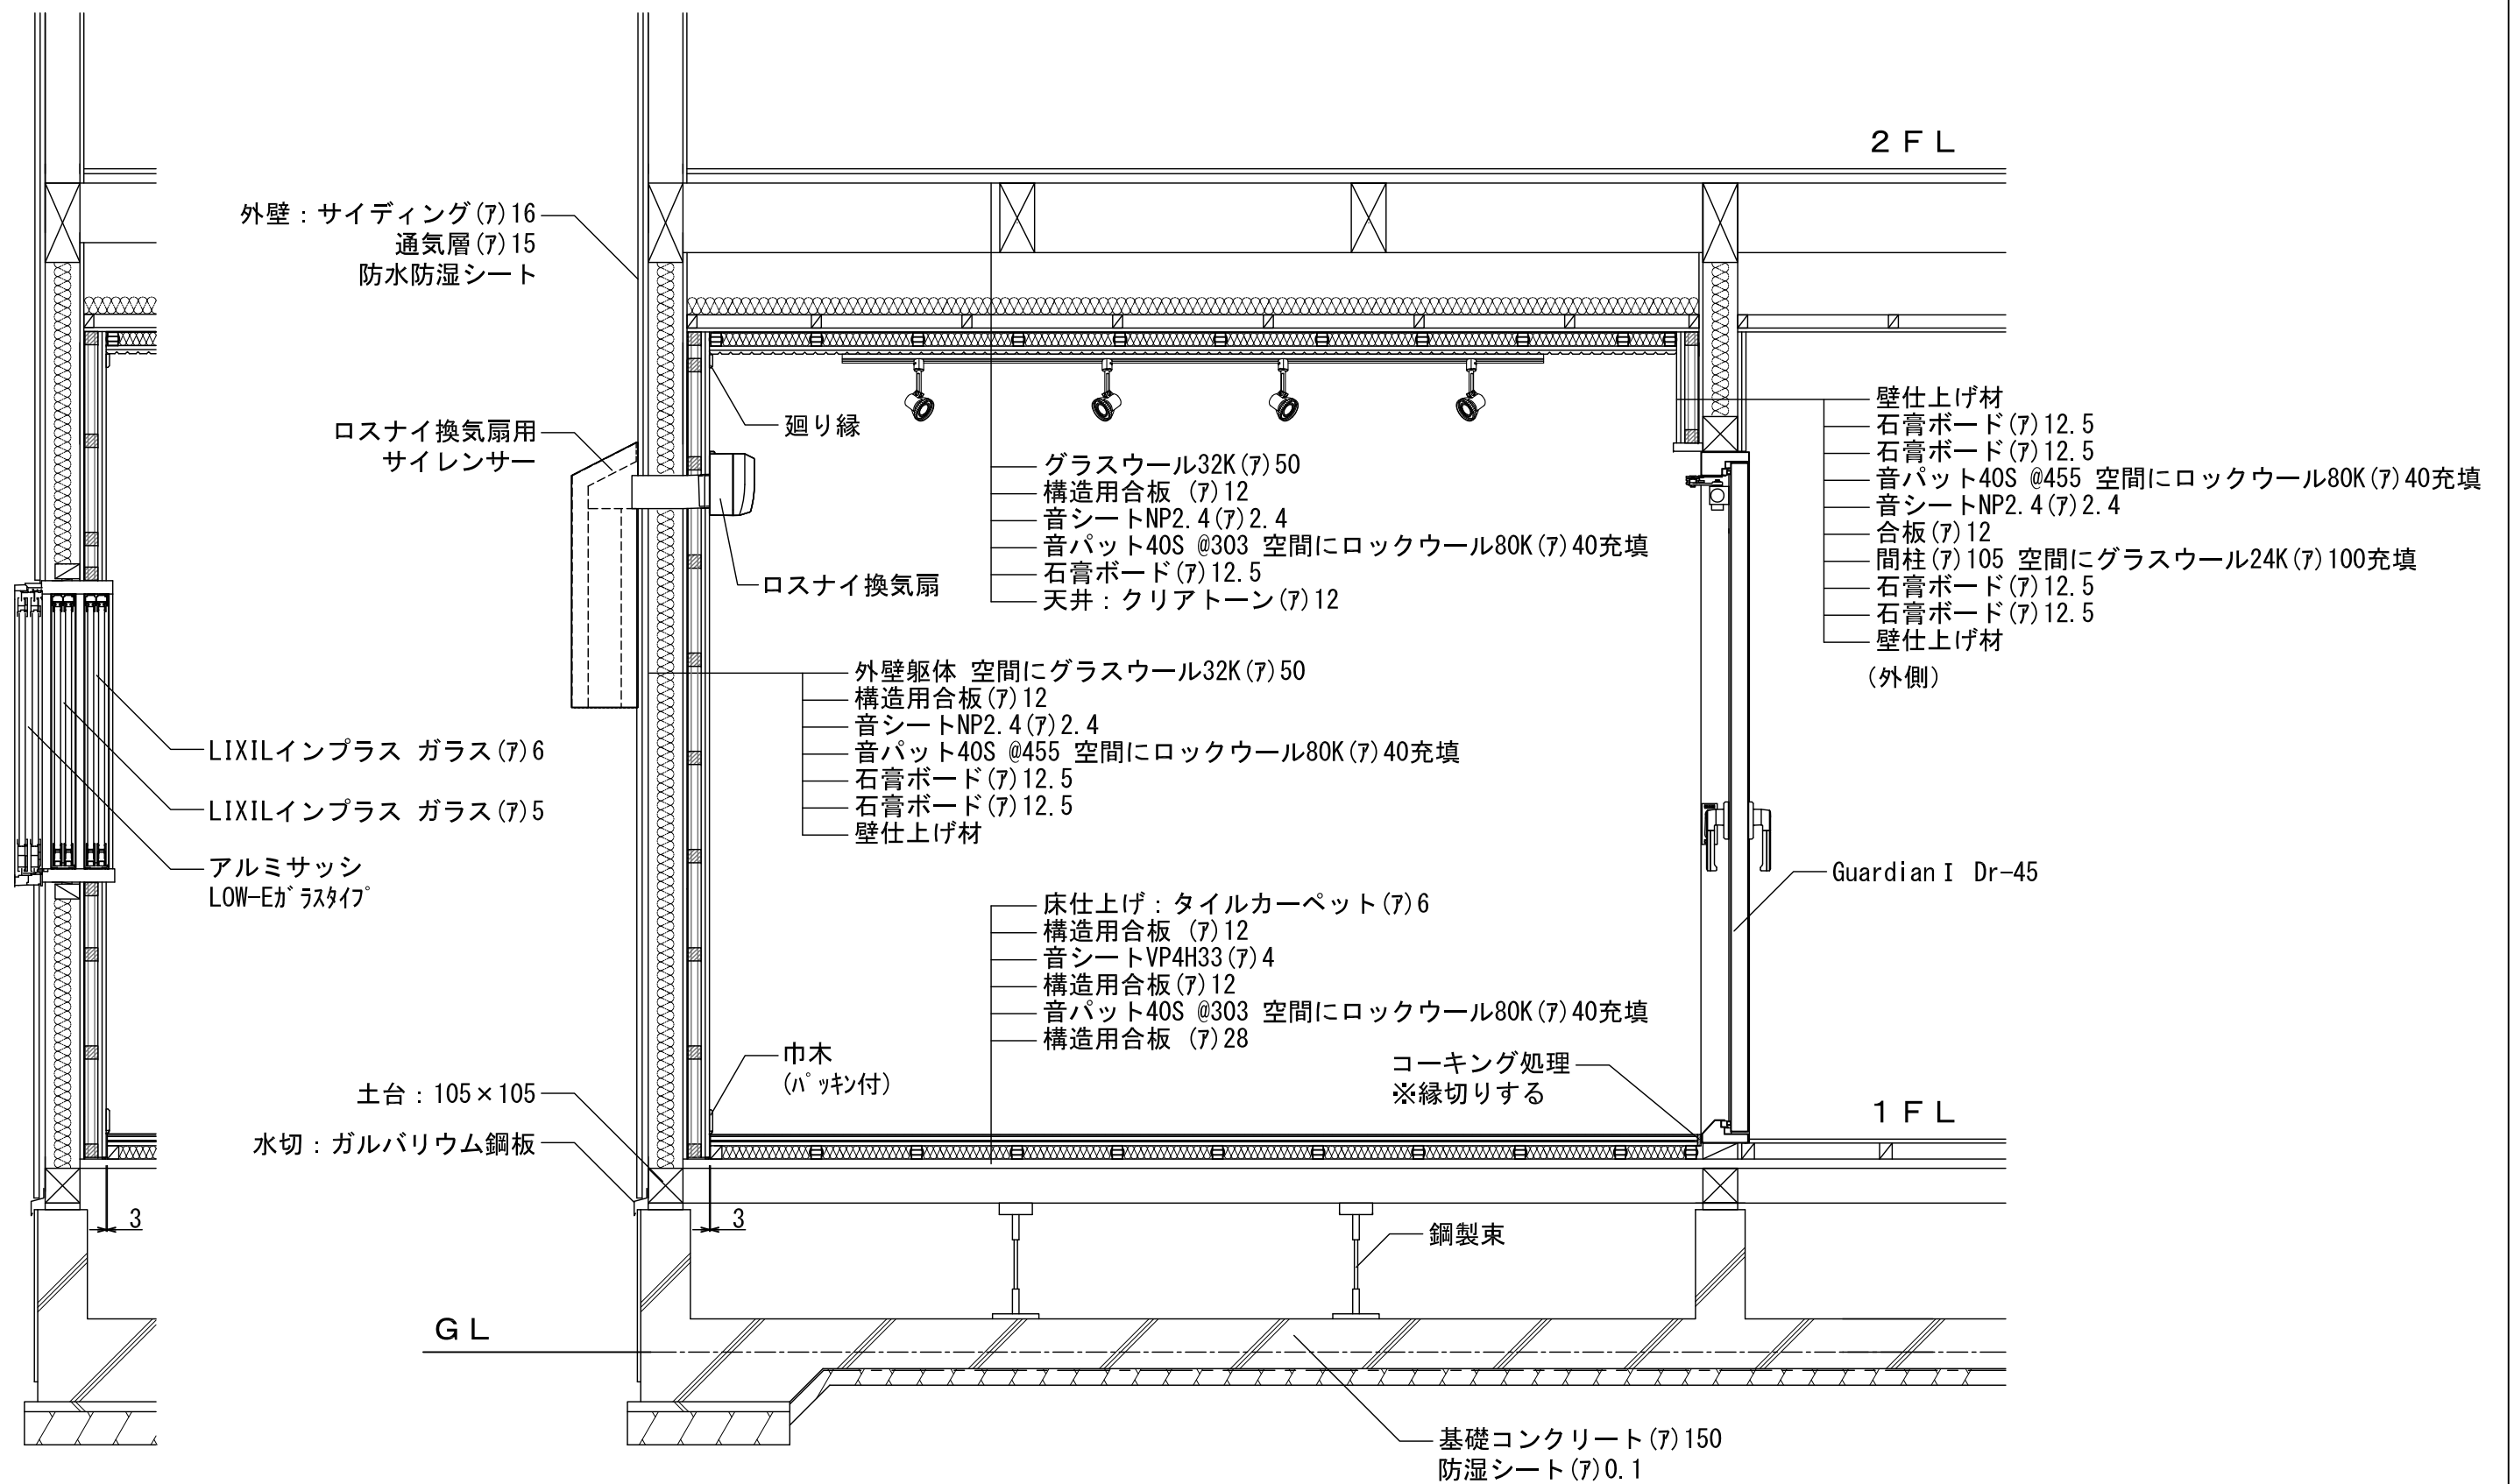 ２ＦＬ
外壁：サイディング(ｱ)16
通気層(ｱ)15
防水防湿シート
ロスナイ換気扇用
サイレンサー
廻り縁
ロスナイ換気扇
グラスウール32K(ｱ)50
構造用合板 (ｱ)12
音シートNP2.4(ｱ)2.4
音パット40S @303 空間にロックウール80K(ｱ)40充填
石膏ボード(ｱ)12.5
天井：クリアトーン(ｱ)12
壁仕上げ材
石膏ボード(ｱ)12.5
石膏ボード(ｱ)12.5
音パット40S @455 空間にロックウール80K(ｱ)40充填
音シートNP2.4(ｱ)2.4
合板(ｱ)12
間柱(ｱ)105 空間にグラスウール24K(ｱ)100充填
石膏ボード(ｱ)12.5
石膏ボード(ｱ)12.5
壁仕上げ材
(外側)
外壁躯体 空間にグラスウール32K(ｱ)50
構造用合板(ｱ)12
音シートNP2.4(ｱ)2.4
音パット40S @455 空間にロックウール80K(ｱ)40充填
石膏ボード(ｱ)12.5
石膏ボード(ｱ)12.5
壁仕上げ材
LIXILインプラス ガラス(ｱ)6
LIXILインプラス ガラス(ｱ)5
アルミサッシ
LOW-Eｶﾞﾗｽﾀｲﾌﾟ
GuardianⅠ Dr-45
床仕上げ：タイルカーペット(ｱ)6
構造用合板 (ｱ)12
音シートVP4H33(ｱ)4
構造用合板(ｱ)12
音パット40S @303 空間にロックウール80K(ｱ)40充填
構造用合板 (ｱ)28
巾木
(ﾊﾟｯｷﾝ付)
コーキング処理
※縁切りする
土台：105×105
水切：ガルバリウム鋼板
１ＦＬ
3
3
鋼製束
ＧＬ
基礎コンクリート(ｱ)150
防湿シート(ｱ)0.1